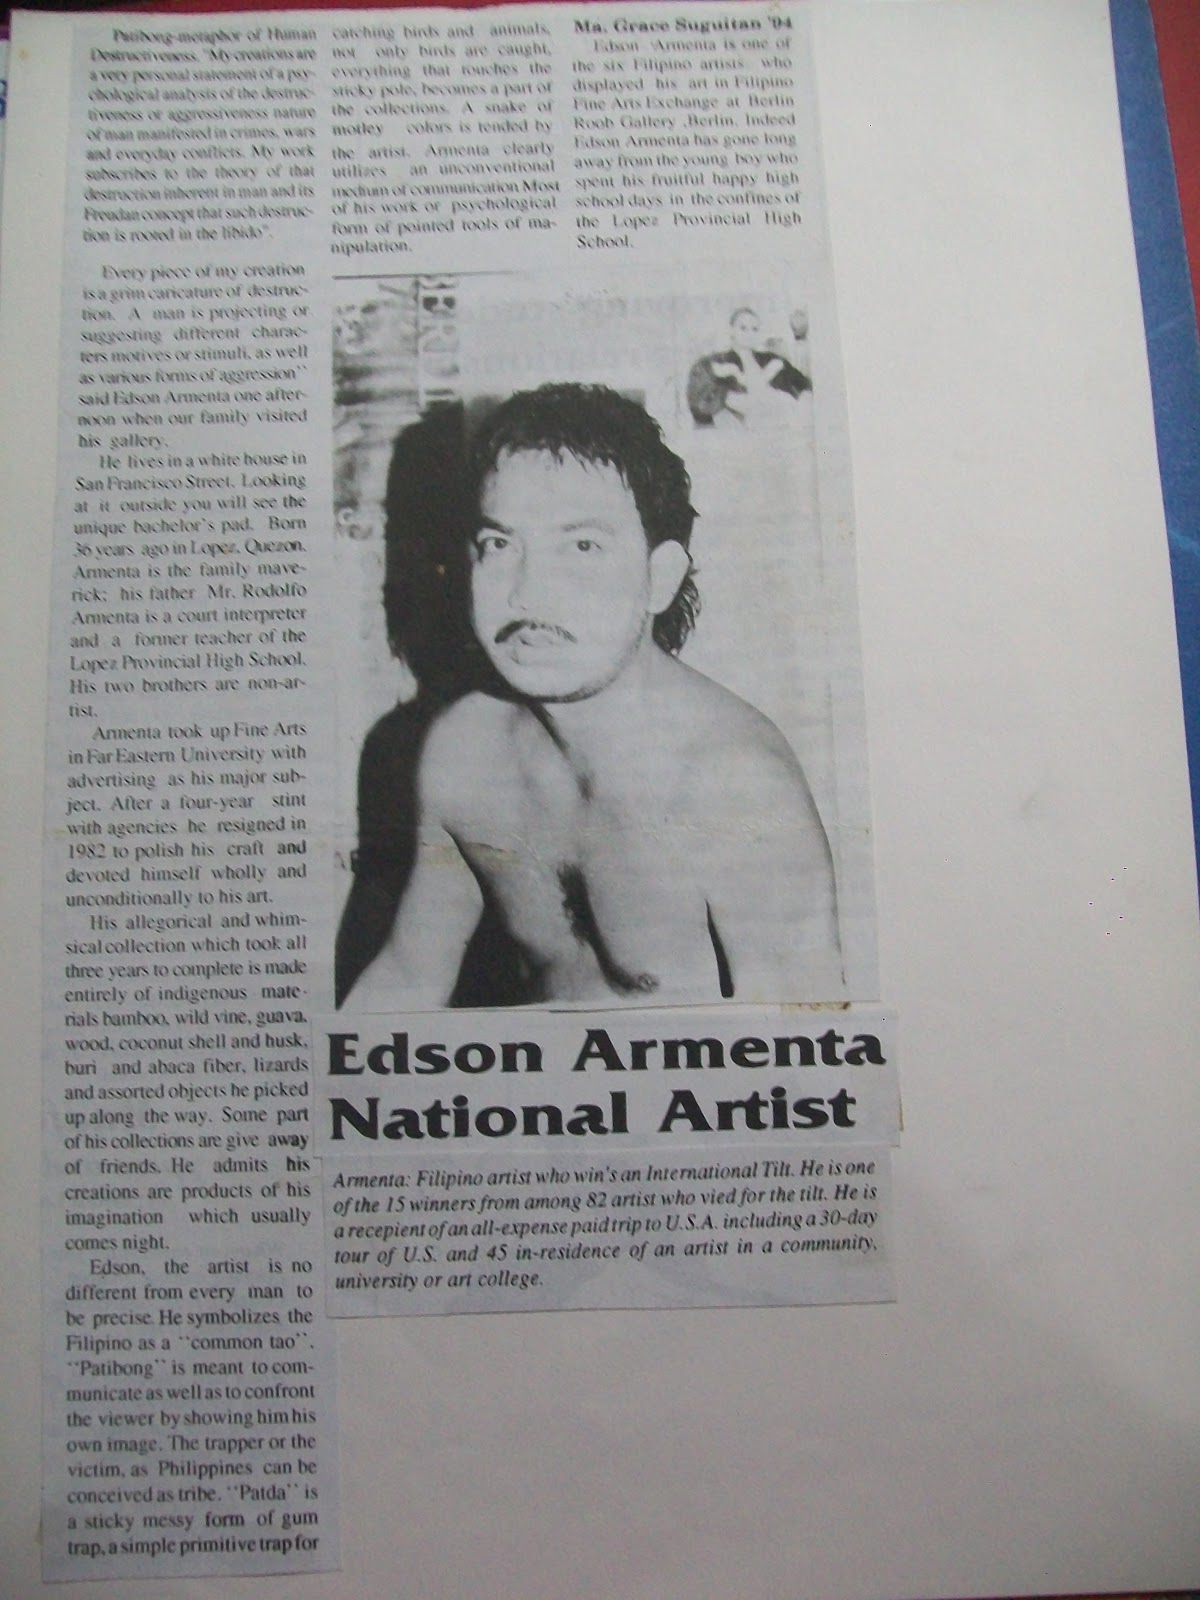 Patibong-metaphor of Human
Destructiveness. "My creations are
a very personal statement of a psy-
chological analysis of the destruc-
tiveness or aggressiveness nature
of man manifested in crimes, wars
and everyday conflicts. My work
subscribes to the theory of that
destruction inherent in man and its
Freudan concept that such destruc-
tion is rooted in the libido".
Every piece of my creation
is a grim caricature of destruc-
tion. A man is projecting or
suggesting different charac-
ters motives or stimuli, as well
as various forms of aggression"
said Edson Armenta one after-
noon when our family visited
his gallery.
He lives in a white house in
San Francisco Street. Looking
at it outside you will see the
unique bachelor's pad. Born
36 years ago in Lopez, Quezon.
Armenta is the family mave-
rick; his father Mr. Rodolfo
Armenta is a court interpreter
and a former teacher of the
Lopez Provincial High School.
His two brothers are non-ar-
tist.
Armenta took up Fine Arts
in Far Eastern University with
advertising as his major sub-
ject. After a four-year stint
with agencies he resigned in
1982 to polish his craft and
devoted himself wholly and
unconditionally to his art.
His allegorical and whim-
sical collection which took all
three years to complete is made
entirely of indigenous mate-
rials bamboo, wild vine, guava,
wood, coconut shell and husk,
buri and abaca fiber, lizards
and assorted objects he picked
up along the way. Some part
of his collections are give away
of friends. He admits his
creations are products of his
imagination which usually
comes night.
Edson, the artist is no
different from every man to
be precise. He symbolizes the
Filipino as a "common tao".
"Patibong" is meant to com-
municate as well as to confront
the viewer by showing him his
own image. The trapper or the
victim, as Philippines can be
conceived as tribe. "Patda" is
a sticky messy form of gum
trap, a simple primitive trap for
catching birds and animals,
not only birds are caught,
everything that touches the
sticky pole, becomes a part of
the collections. A snake of
motley colors is tended by
the artist. Armenta clearly
utilizes an unconventional
medium of communication Most
of his work or psychological
form of pointed tools of ma-
nipulation.
Ma. Grace Suguitan '94
Edson Armenta is one of
the six Filipino artists who
displayed his art in Filipino
Fine Arts Exchange at Berlin
Roob Gallery ,Berlin. Indeed
Edson Armenta has gone long
away from the young boy who
spent his fruitful happy high
school days in the confines of
the Lopez Provincial High
School.
Edson Armenta
National Artist
Armenta: Filipino artist who win's an International Tilt. He is one
of the 15 winners from among 82 artist who vied for the tilt. He is
a recepient of an all-expense paid trip to U.S.A. including a 30-day
tour of U.S. and 45 in-residence of an artist in a community,
university or art college.